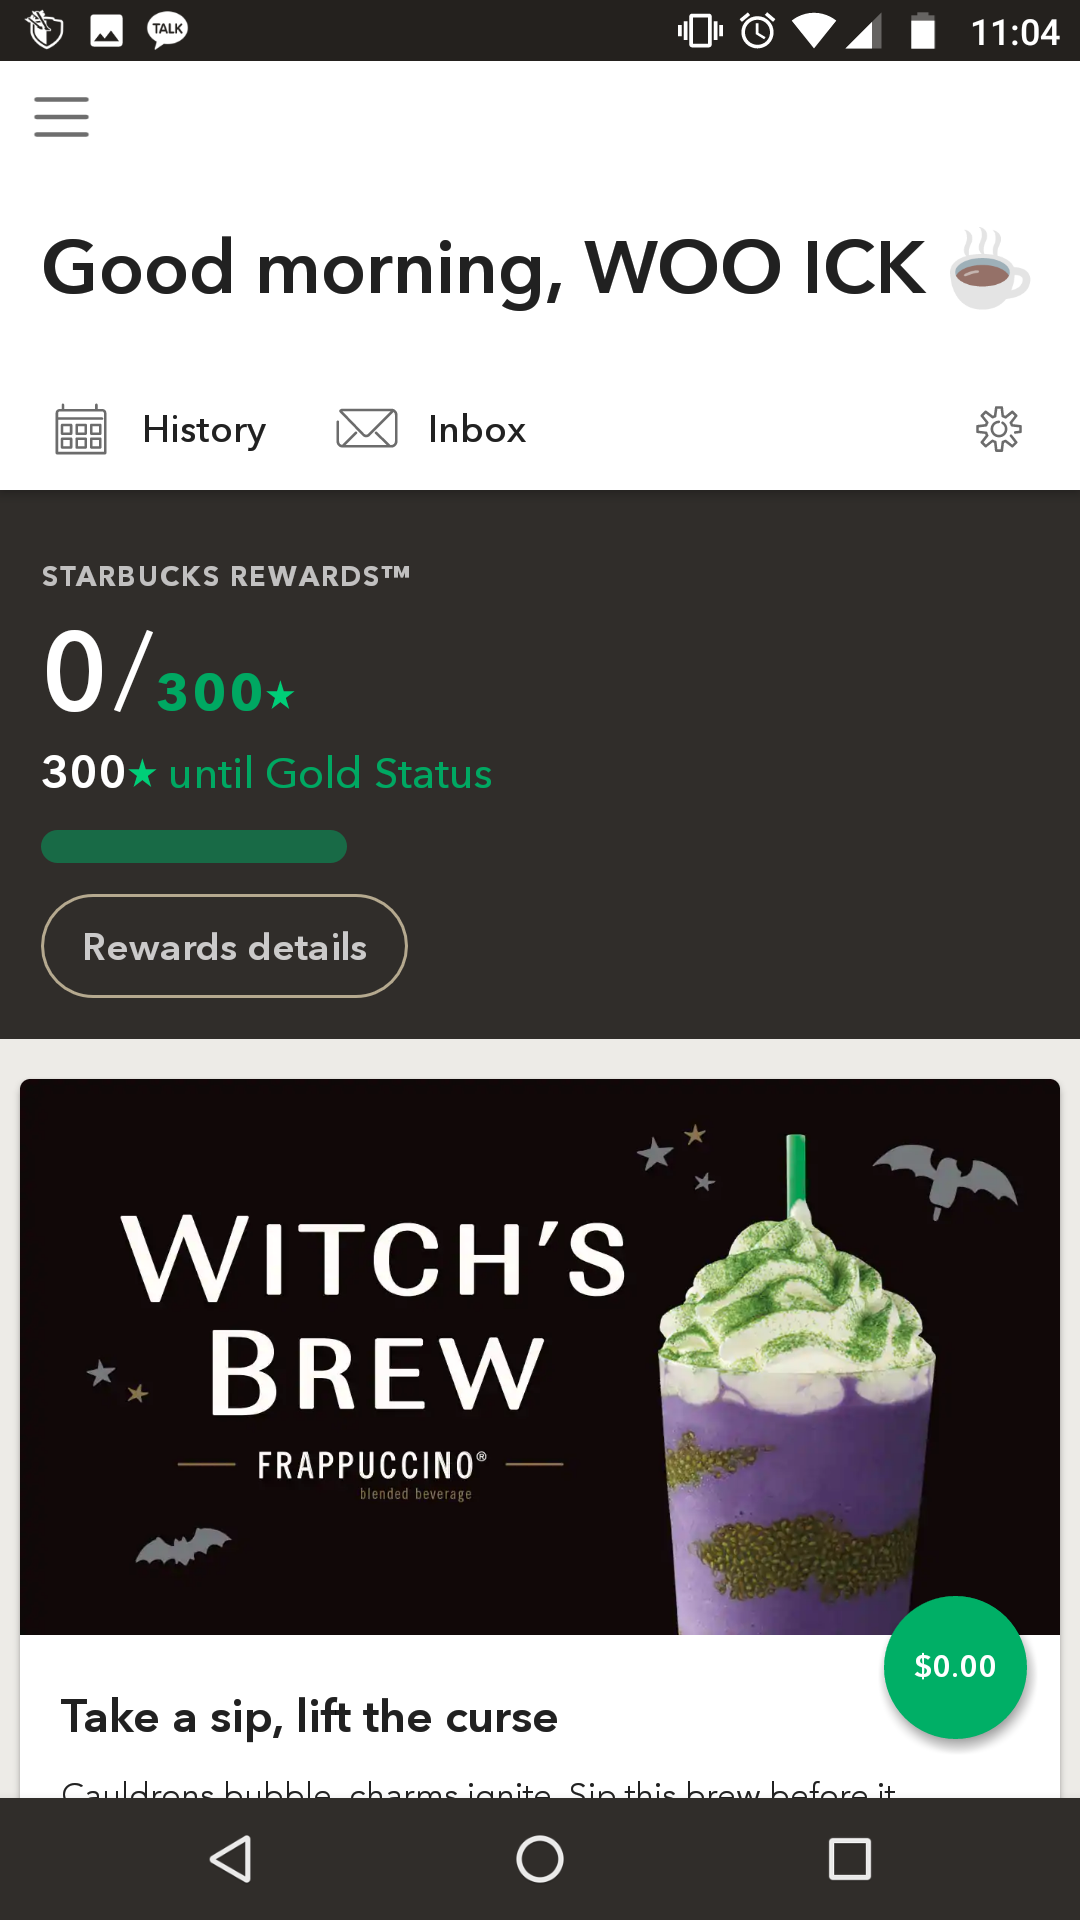 TALK 11:04
Good morning, WOO ICK
History Inbox
STARBUCKS REWARDS™
0/300★
300★ until Gold Status
Rewards details
WITCH'S
BREW
FRAPPUCCINO®
blended beverage
$0.00
Take a sip, lift the curse
Cauldrons bubble, charms ignite. Sip this brew before it